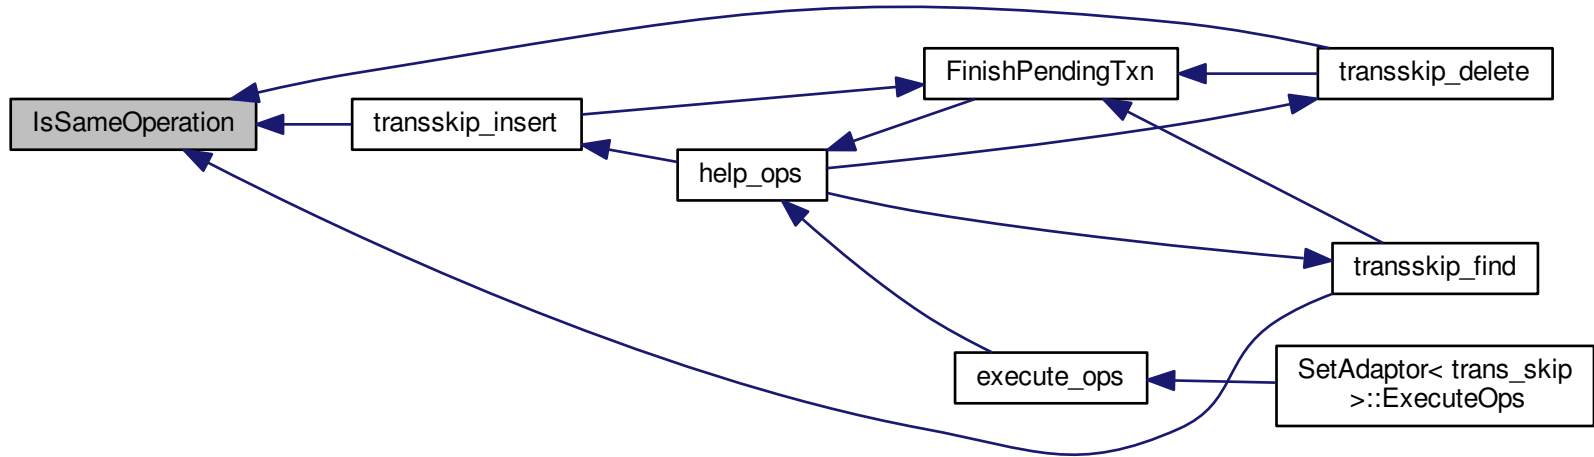 IsSameOperation
transskip_insert
help_ops
FinishPendingTxn
execute_ops
transskip_delete
transskip_find
SetAdaptor< trans_skip
>::ExecuteOps